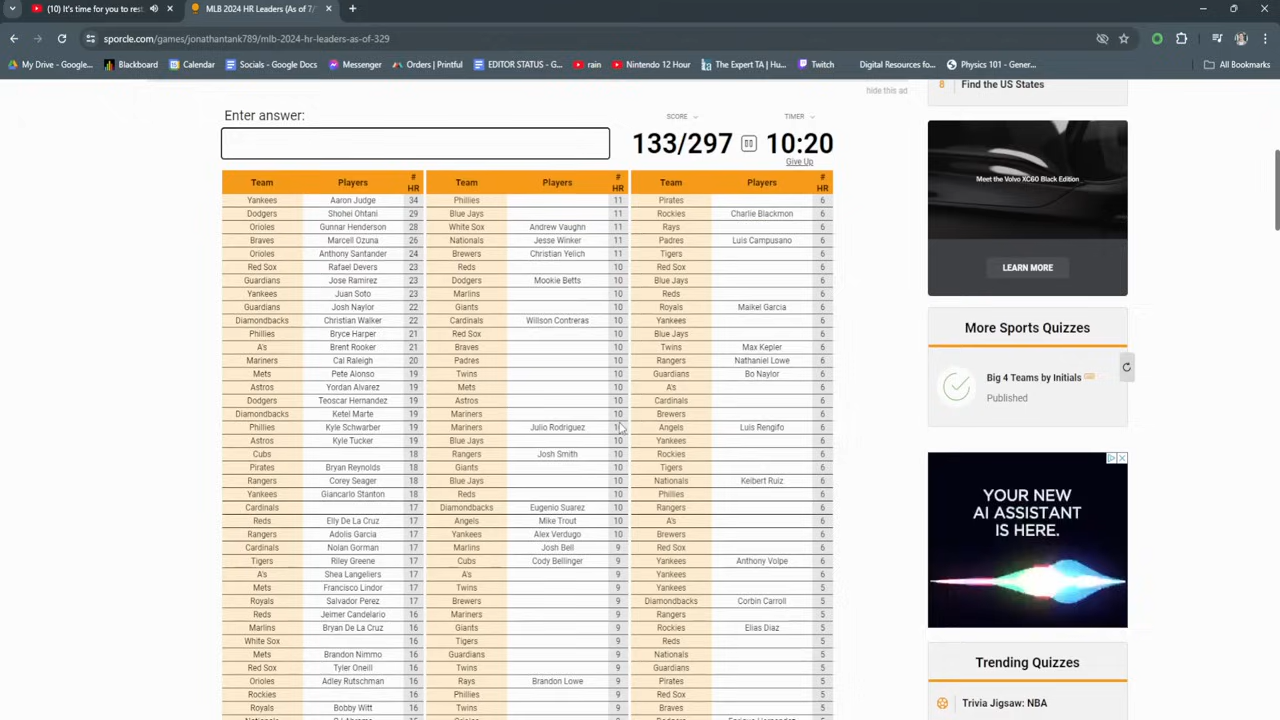 (10) It's time for you to rest
MLB 2024 HR Leaders (As of 7/
sporcle.com/games/jonathantank789/mlb-2024-hr-leaders-as-of-329
My Drive - Google... Blackboard Calendar Socials - Google Docs Messenger Orders | Printful EDITOR STATUS - G... rain Nintendo 12 Hour The Expert TA | Hu... Twitch Digital Resources fo... Physics 101 - Gener... All Bookmarks
hide this ad
8 Find the US States
Enter answer:
SCORE TIMER
133/297 10:20
Give Up
Team Players # HR Team Players # HR Team Players # HR
Yankees Aaron Judge 34 Phillies 11 Pirates 6
Dodgers Shohei Ohtani 29 Blue Jays 11 Rockies Charlie Blackmon 6
Orioles Gunnar Henderson 28 White Sox Andrew Vaughn 11 Rays 6
Braves Marcell Ozuna 26 Nationals Jesse Winker 11 Padres Luis Campusano 6
Orioles Anthony Santander 24 Brewers Christian Yelich 11 Tigers 6
Red Sox Rafael Devers 23 Reds 10 Red Sox 6
Guardians Jose Ramirez 23 Dodgers Mookie Betts 10 Blue Jays 6
Yankees Juan Soto 23 Marlins 10 Reds 6
Guardians Josh Naylor 22 Giants 10 Royals Maikel Garcia 6
Diamondbacks Christian Walker 22 Cardinals Willson Contreras 10 Yankees 6
Phillies Bryce Harper 21 Red Sox 10 Blue Jays 6
A's Brent Rooker 21 Braves 10 Twins Max Kepler 6
Mariners Cal Raleigh 20 Padres 10 Rangers Nathaniel Lowe 6
Mets Pete Alonso 19 Twins 10 Guardians Bo Naylor 6
Astros Yordan Alvarez 19 Mets 10 A's 6
Dodgers Teoscar Hernandez 19 Astros 10 Cardinals 6
Diamondbacks Ketel Marte 19 Mariners 10 Brewers 6
Phillies Kyle Schwarber 19 Mariners Julio Rodriguez 10 Angels Luis Rengifo 6
Astros Kyle Tucker 19 Blue Jays 10 Yankees 6
Cubs 18 Rangers Josh Smith 10 Rockies 6
Pirates Bryan Reynolds 18 Giants 10 Tigers 6
Rangers Corey Seager 18 Blue Jays 10 Nationals Keibert Ruiz 6
Yankees Giancarlo Stanton 18 Reds 10 Phillies 6
Cardinals 17 Diamondbacks Eugenio Suarez 10 Rangers 6
Reds Elly De La Cruz 17 Angels Mike Trout 10 A's 6
Rangers Adolis Garcia 17 Yankees Alex Verdugo 10 Brewers 6
Cardinals Nolan Gorman 17 Marlins Josh Bell 9 Red Sox 6
Tigers Riley Greene 17 Cubs Cody Bellinger 9 Yankees Anthony Volpe 6
A's Shea Langeliers 17 A's 9 Yankees 6
Mets Francisco Lindor 17 Twins 9 Yankees 5
Royals Salvador Perez 17 Brewers 9 Diamondbacks Corbin Carroll 5
Reds Jeimer Candelario 16 Mariners 9 Rangers 5
Marlins Bryan De La Cruz 16 Giants 9 Rockies Elias Diaz 5
White Sox 16 Tigers 9 Reds 5
Mets Brandon Nimmo 16 Guardians 9 Nationals 5
Red Sox Tyler Oneill 16 Twins 9 Guardians 5
Orioles Adley Rutschman 16 Rays Brandon Lowe 9 Pirates 5
Rockies 16 Phillies 9 Red Sox 5
Royals Bobby Witt 16 Twins 9 Braves 5
Meet the Volvo XC60 Black Edition
LEARN MORE
More Sports Quizzes
Big 4 Teams by Initials
Published
YOUR NEW
AI ASSISTANT
IS HERE.
Trending Quizzes
Trivia Jigsaw: NBA